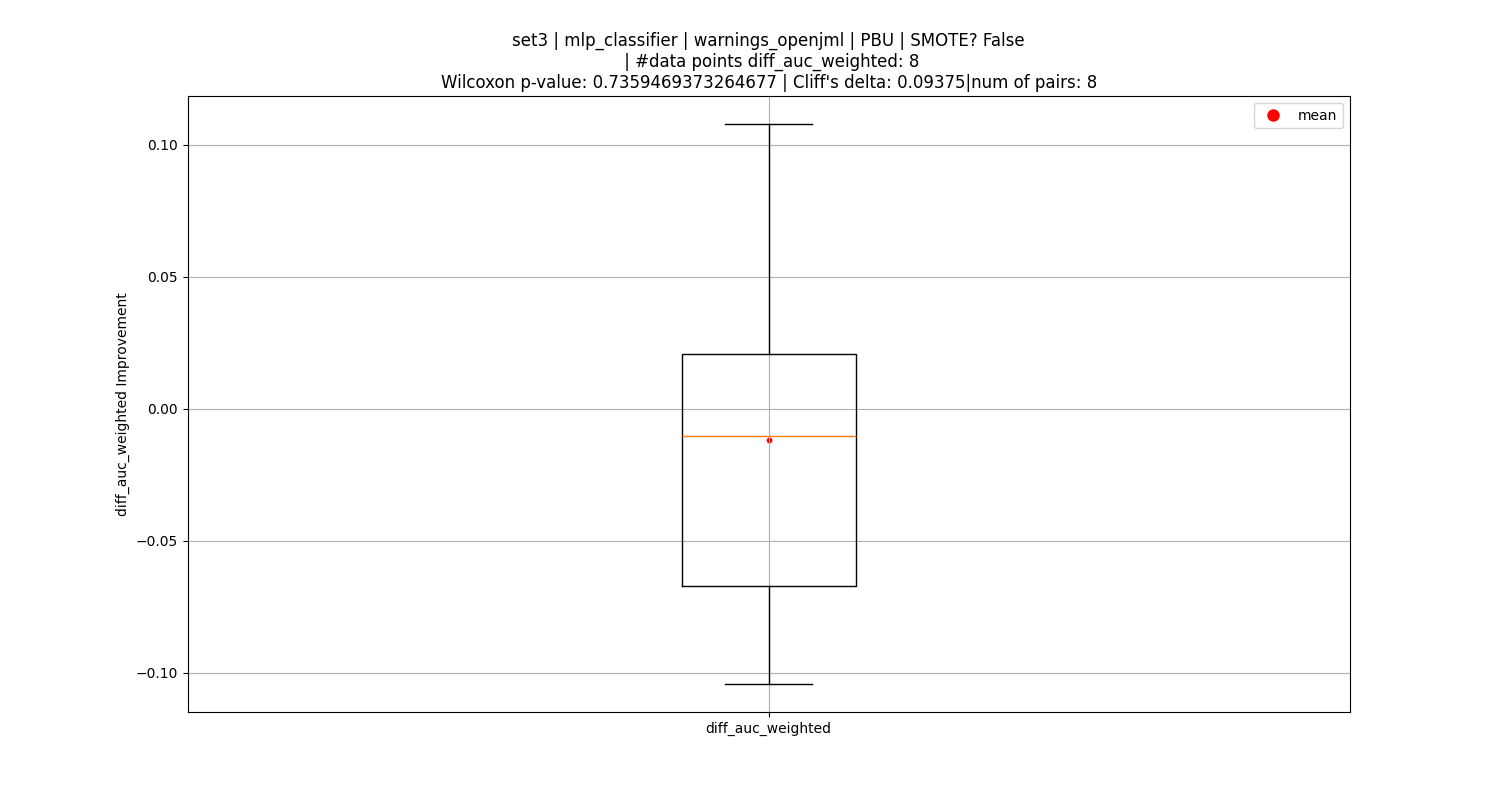 set3 | mlp_classifier | warnings_openjml | PBU | SMOTE? False
| #data points diff_auc_weighted: 8
Wilcoxon p-value: 0.7359469373264677 | Cliff's delta: 0.09375|num of pairs: 8
mean
0.10
0.05
0.00
−0.05
−0.10
diff_auc_weighted Improvement
diff_auc_weighted